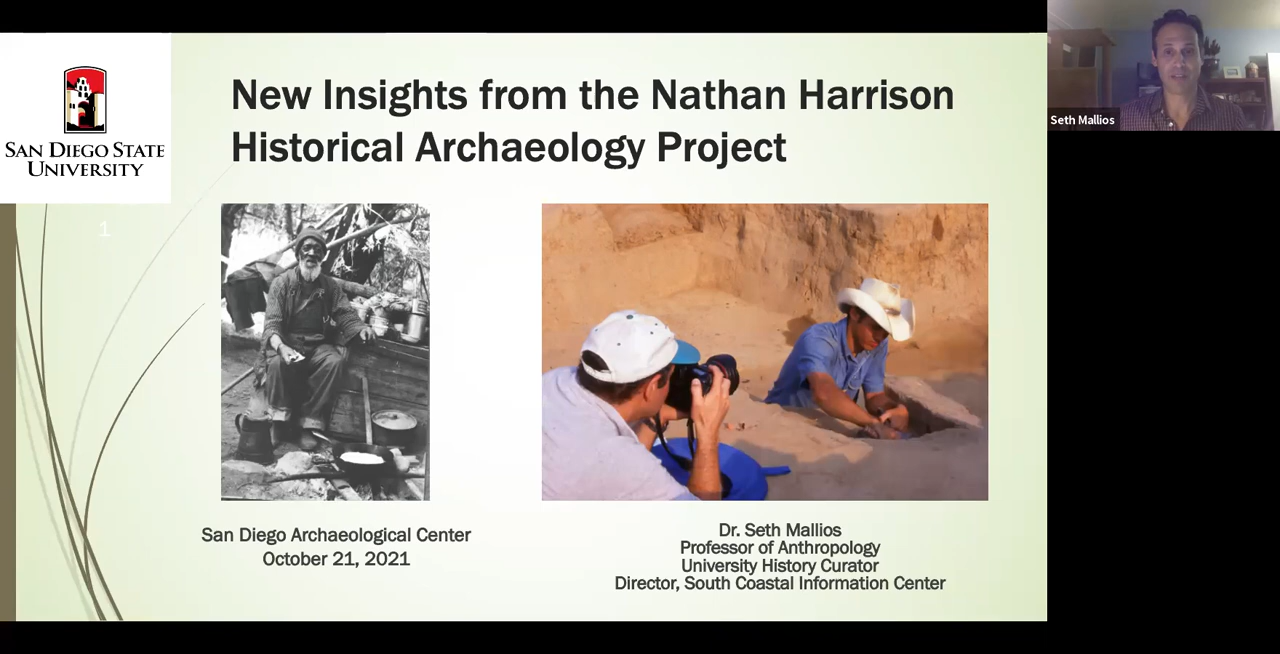 New Insights from the Nathan Harrison
Historical Archaeology Project
SAN DIEGO STATE
UNIVERSITY
1
San Diego Archaeological Center
October 21, 2021
Dr. Seth Mallios
Professor of Anthropology
University History Curator
Director, South Coastal Information Center
Seth Mallios